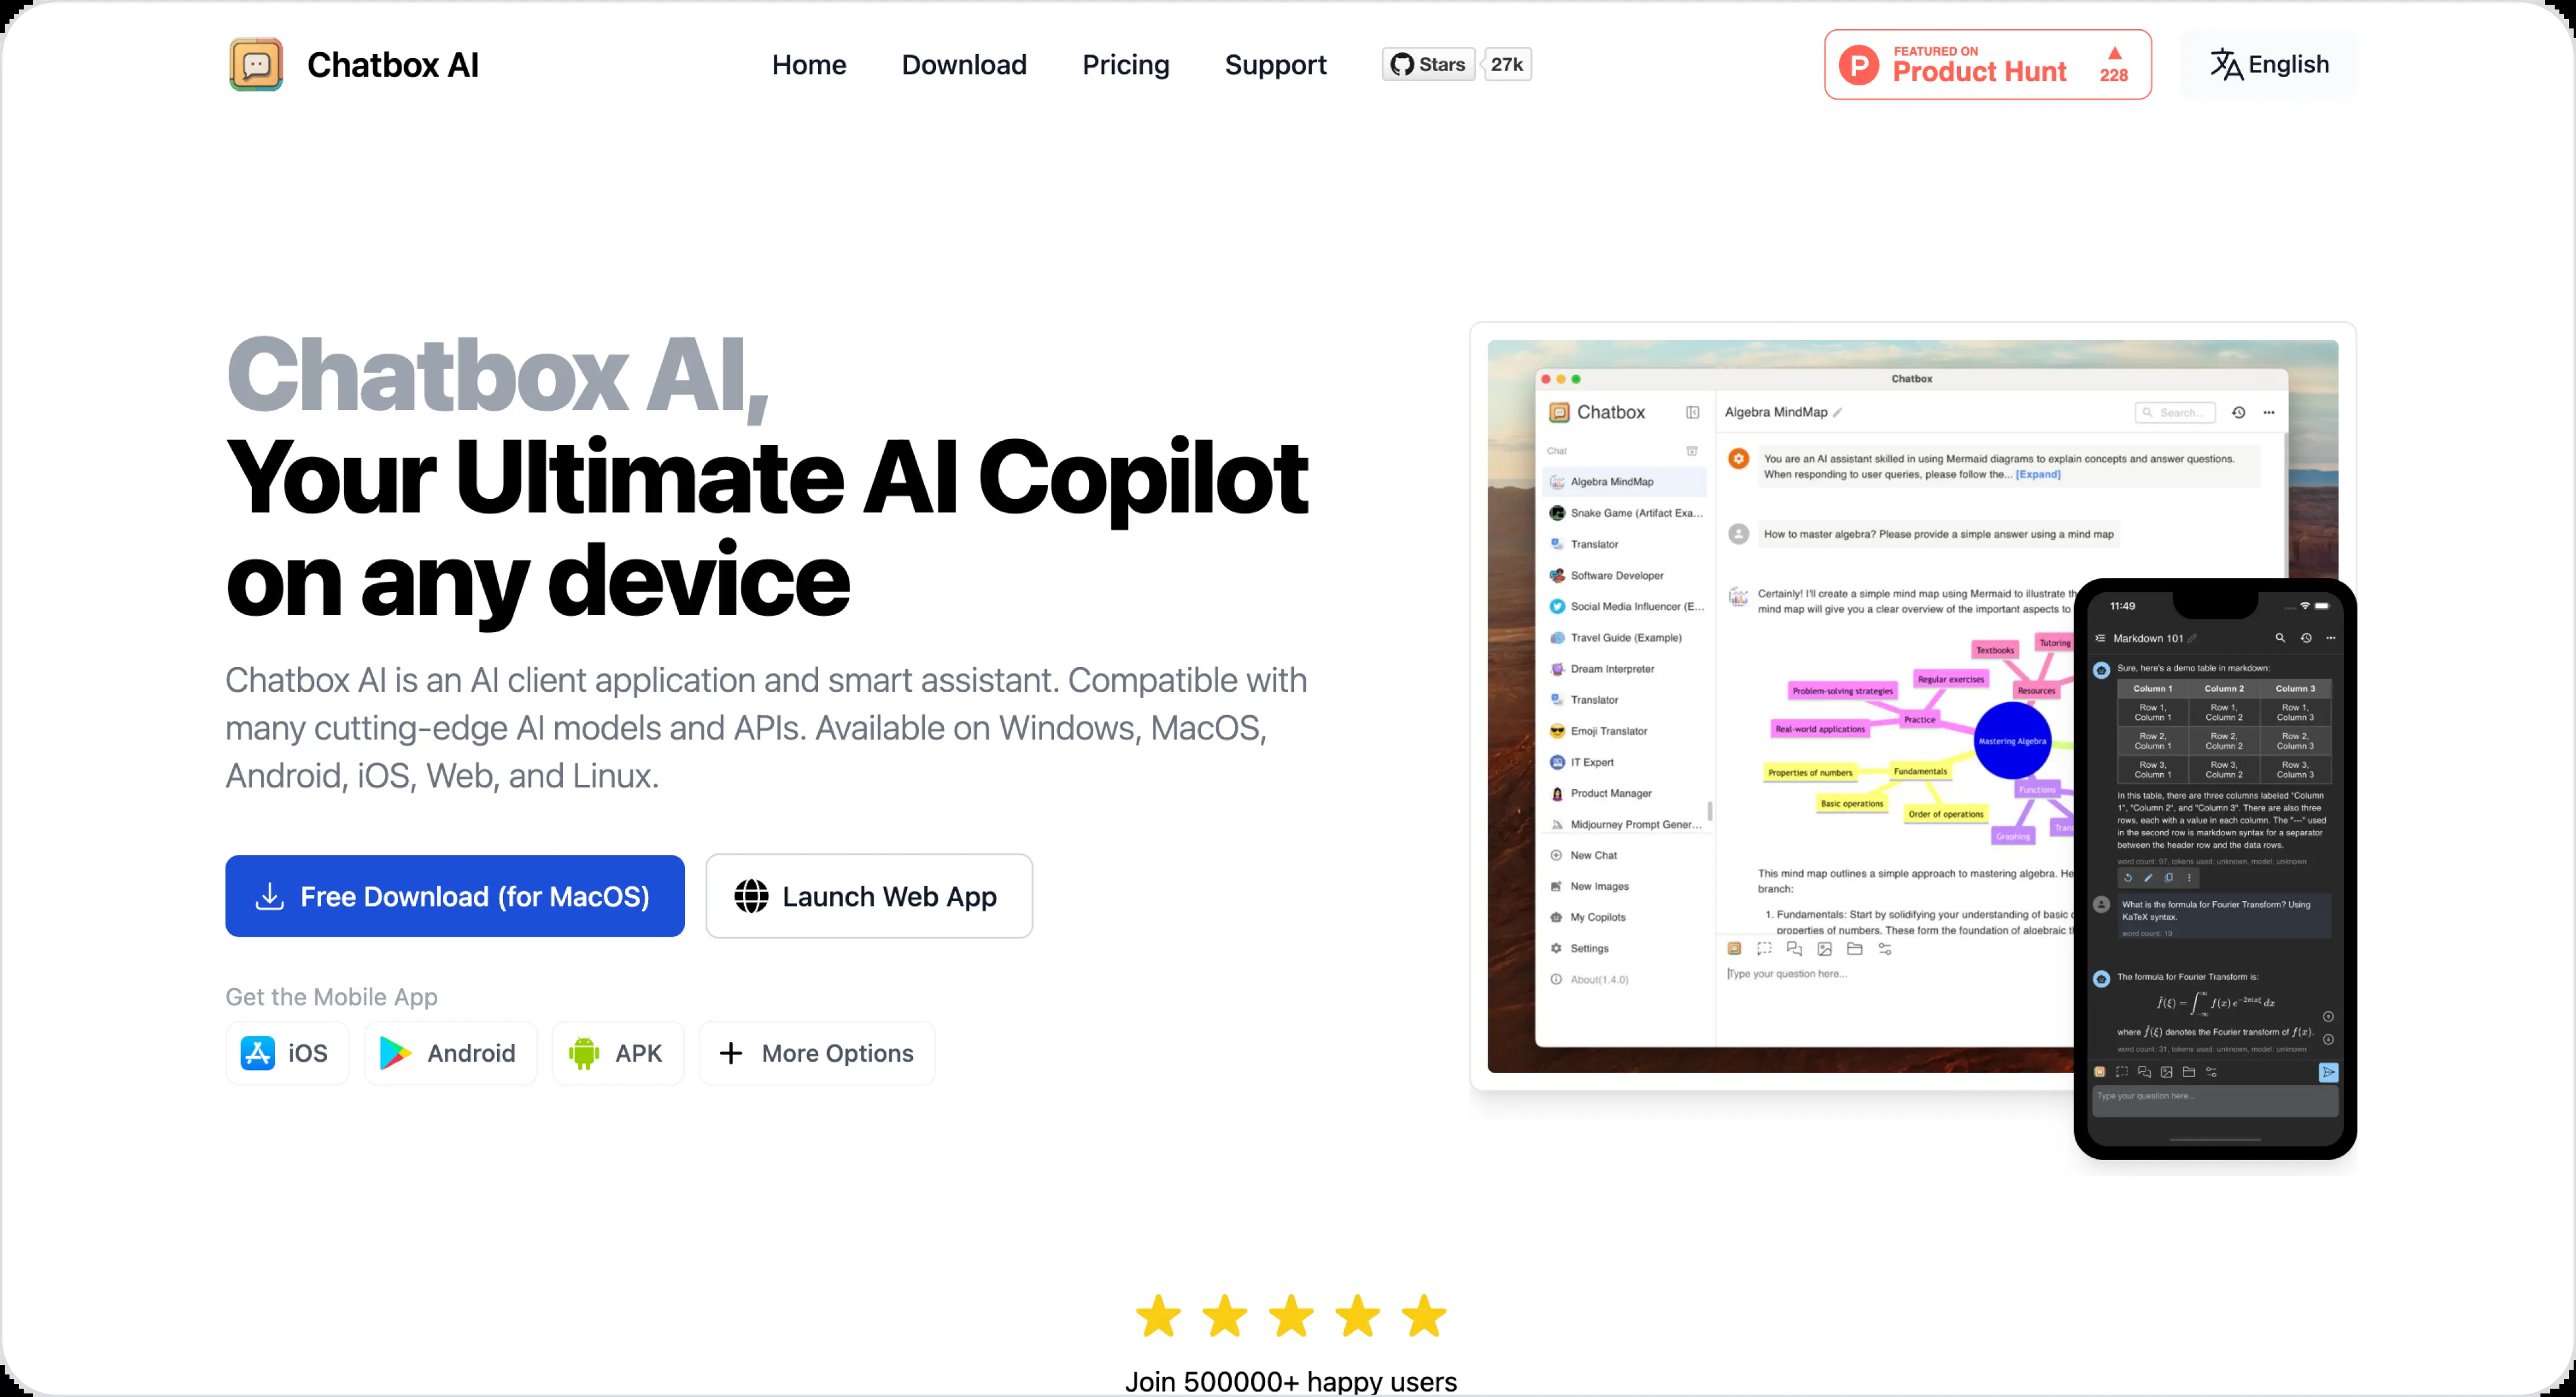 Chatbox AI
Home
Download
Pricing
Support
Stars
27k
FEATURED ON
Product Hunt
228
English
Chatbox AI,
Your Ultimate AI Copilot
on any device
Chatbox AI is an AI client application and smart assistant. Compatible with
many cutting-edge AI models and APIs. Available on Windows, MacOS,
Android, iOS, Web, and Linux.
Free Download (for MacOS)
Launch Web App
Get the Mobile App
iOS
Android
APK
More Options
Chatbox
Chatbox
Chat
Algebra MindMap
Snake Game (Artifact Exa...
Translator
Software Developer
Social Media Influencer (E...
Travel Guide (Example)
Dream Interpreter
Translator
Emoji Translator
IT Expert
Product Manager
Midjourney Prompt Gener...
New Chat
New Images
My Copilots
Settings
About(1.4.0)
Algebra MindMap
Search...
You are an AI assistant skilled in using Mermaid diagrams to explain concepts and answer questions.
When responding to user queries, please follow the... [Expand]
How to master algebra? Please provide a simple answer using a mind map
Certainly! I'll create a simple mind map using Mermaid to illustrate th
mind map will give you a clear overview of the important aspects to
Textbooks
Tutoring
Regular exercises
Problem-solving strategies
Resources
Practice
Real-world applications
Mastering Algebra
Properties of numbers
Fundamentals
Functions
Basic operations
Order of operations
Graphing
Tran
This mind map outlines a simple approach to mastering algebra. He
branch:
1. Fundamentals: Start by solidifying your understanding of basic
properties of numbers. These form the foundation of algebraic t
Type your question here...
11:49
Markdown 101
Sure, here's a demo table in markdown:
Column 1 Column 2 Column 3
Row 1, Row 1, Row 1,
Column 1 Column 2 Column 3
Row 2, Row 2, Row 2,
Column 1 Column 2 Column 3
Row 3, Row 3, Row 3,
Column 1 Column 2 Column 3
In this table, there are three columns labeled "Column
1", "Column 2", and "Column 3". There are also three
rows, each with a value in each column. The "---" used
in the second row is markdown syntax for a separator
between the header row and the data rows.
word count: 97, tokens used: unknown, model: unknown
What is the formula for Fourier Transform? Using
KaTeX syntax.
word count: 10
The formula for Fourier Transform is:
f̂(ξ) = ∫_{-∞}^{∞} f(x) e^{-2πixξ} dx
where f̂(ξ) denotes the Fourier transform of f(x).
word count: 31, tokens used: unknown, model: unknown
Type your question here...
Join 500000+ happy users